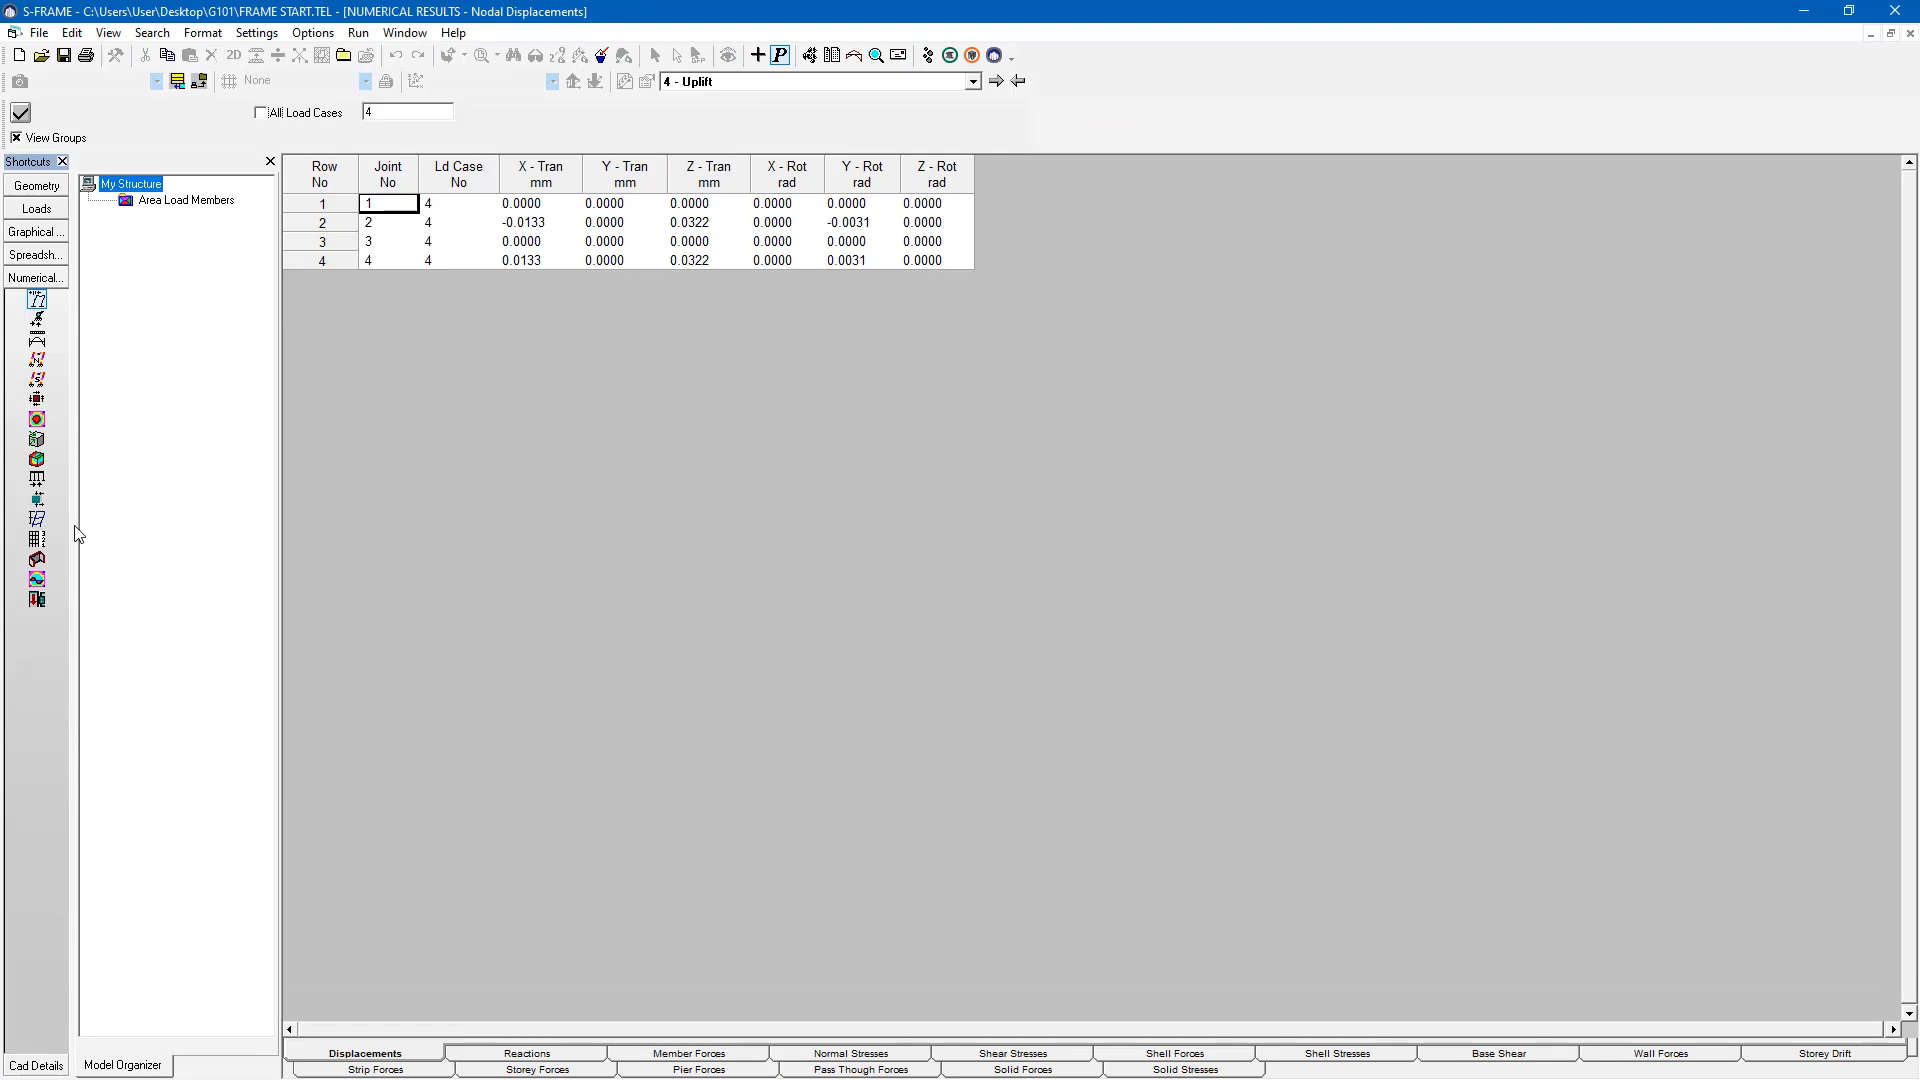 S-FRAME - C:\Users\User\Desktop\G101\FRAME START.TEL - [NUMERICAL RESULTS - Nodal Displacements]
File Edit View Search Format Settings Options Run Window Help
2D
None
4 - Uplift
All Load Cases 4
View Groups
Shortcuts
Geometry
Loads
Graphical ...
Spreadsh...
Numerical...
Cad Details
My Structure
Area Load Members
Model Organizer
Row Joint Ld Case X - Tran Y - Tran Z - Tran X - Rot Y - Rot Z - Rot
No No No mm mm mm rad rad rad
1 1 4 0.0000 0.0000 0.0000 0.0000 0.0000 0.0000
2 2 4 -0.0133 0.0000 0.0322 0.0000 -0.0031 0.0000
3 3 4 0.0000 0.0000 0.0000 0.0000 0.0000 0.0000
4 4 4 0.0133 0.0000 0.0322 0.0000 0.0031 0.0000
Displacements Reactions Member Forces Normal Stresses Shear Stresses Shell Forces Shell Stresses Base Shear Wall Forces Storey Drift
Strip Forces Storey Forces Pier Forces Pass Though Forces Solid Forces Solid Stresses